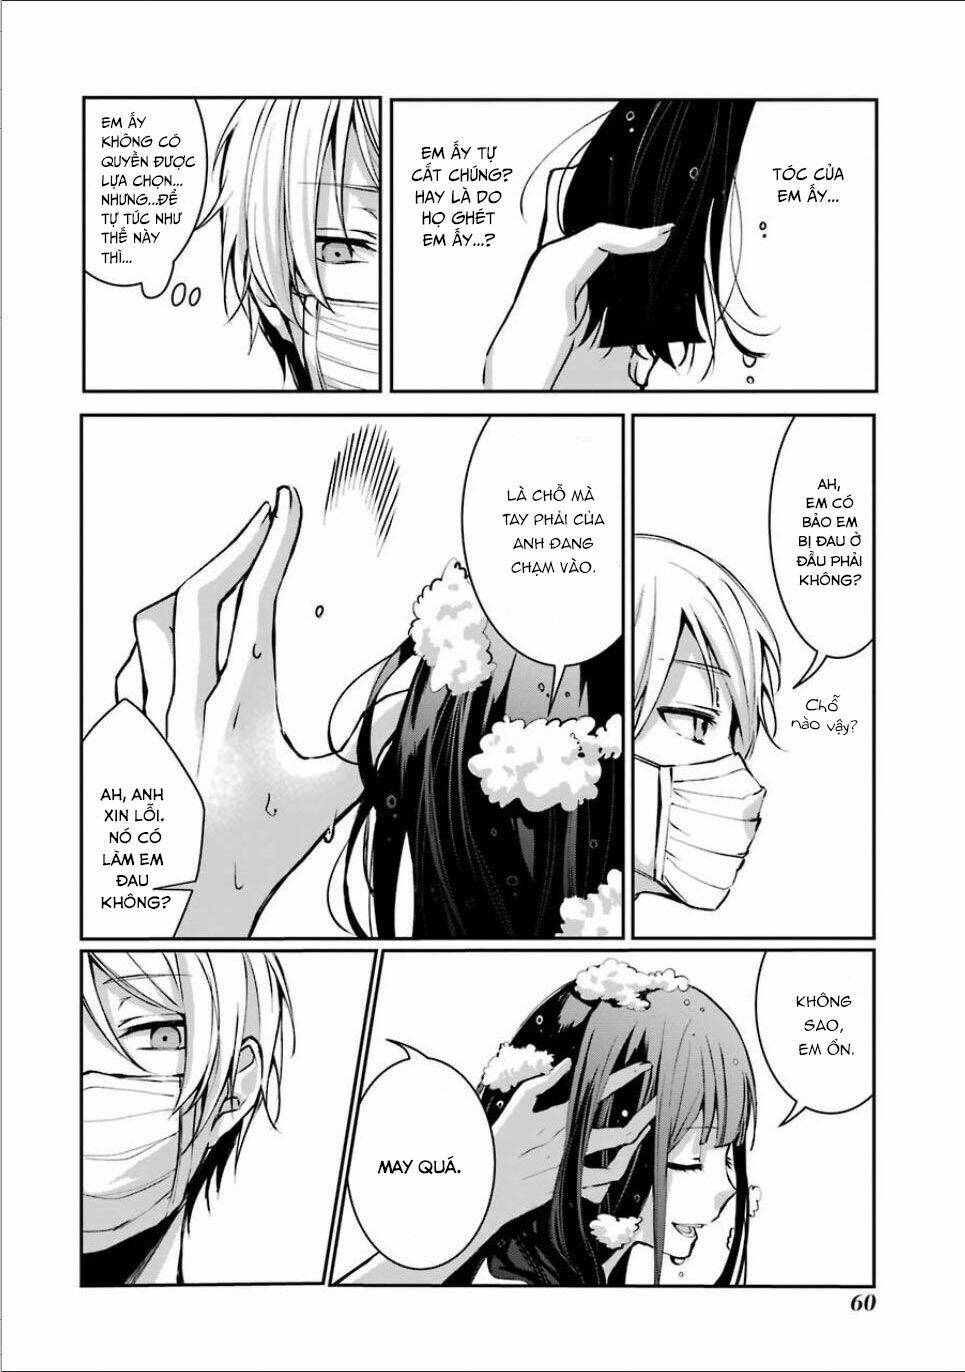 TÓC CỦA
EM ẤY...
EM ẤY TỰ
CẮT CHÚNG?
HAY LÀ DO
HỌ GHÉT
EM ẤY...?
EM ẤY
KHÔNG CÓ
QUYỀN ĐƯỢC
LỰA CHỌN...
NHƯNG...ĐỂ
TỰ TÚC NHƯ
THẾ NÀY
THÌ...
AH,
EM CÓ
BẢO EM
BỊ ĐAU Ở
ĐẦU PHẢI
KHÔNG?
Chỗ
nào vậy?
LÀ CHỖ MÀ
TAY PHẢI CỦA
ANH ĐANG
CHẠM VÀO.
AH, ANH
XIN LỖI.
NÓ CÓ
LÀM EM
ĐAU
KHÔNG?
KHÔNG
SAO,
EM ỔN.
MAY QUÁ.
60